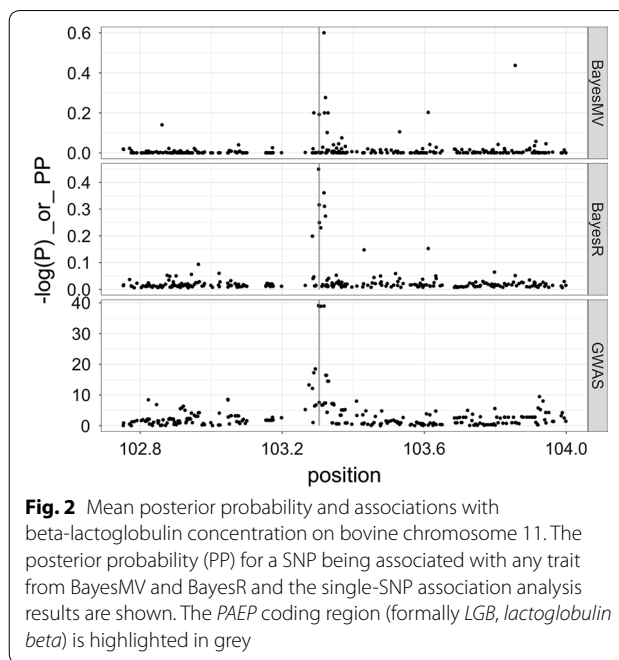 0.6
0.4
0.2
0.0
BayesMV
0.4
0.3
0.2
0.1
0.0
BayesR
40
30
20
10
0
GWAS
-log(P) _or_ PP
102.8
103.2
103.6
104.0
position
Fig. 2 Mean posterior probability and associations with
beta-lactoglobulin concentration on bovine chromosome 11. The
posterior probability (PP) for a SNP being associated with any trait
from BayesMV and BayesR and the single-SNP association analysis
results are shown. The PAEP coding region (formally LGB, lactoglobulin
beta) is highlighted in grey